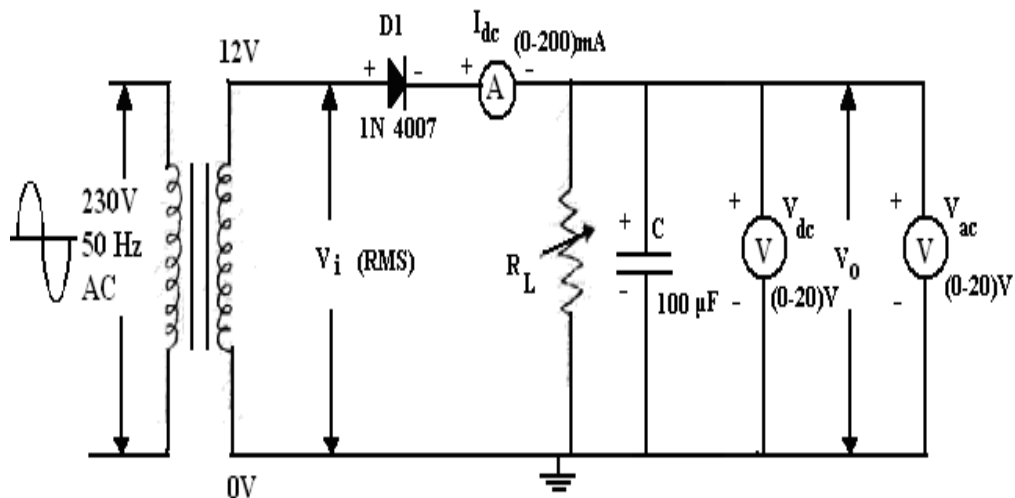 12V
D1
I dc
(0-200)mA
+
-
+
-
A
1N 4007
230V
50 Hz
AC
V i (RMS)
R L
+
C
-
100 µF
+
V dc
V
-
(0-20)V
V o
+
V ac
V
-
(0-20)V
0V